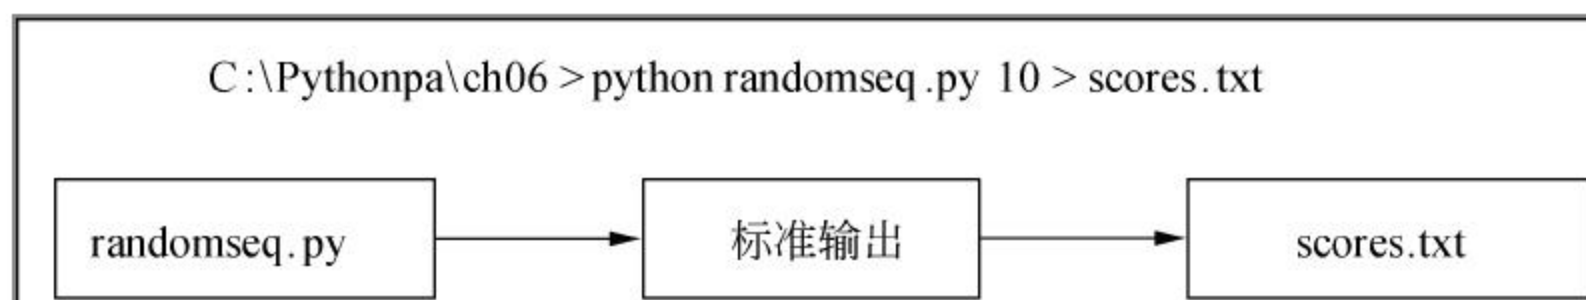 C:\Pythonpa\ch06 >python randomseq.py 10 > scores.txt
randomseq.py 标准输出 scores.txt